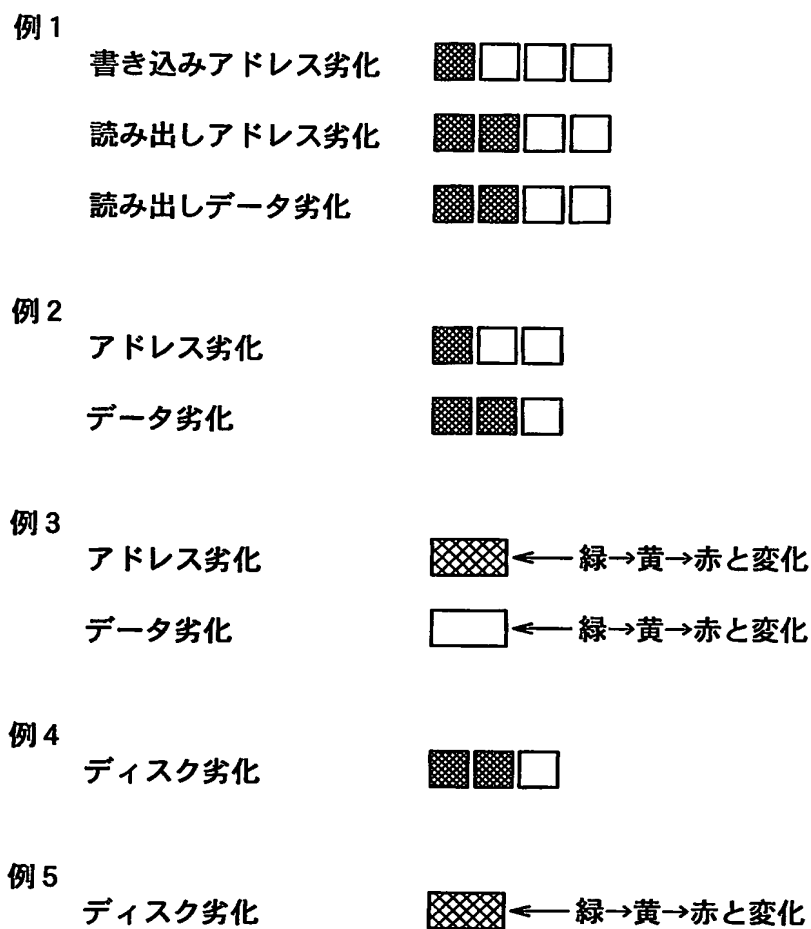 例1
書き込みアドレス劣化
読み出しアドレス劣化
読み出しデータ劣化
例2
アドレス劣化
データ劣化
例3
アドレス劣化 ← 緑→黄→赤と変化
データ劣化 ← 緑→黄→赤と変化
例4
ディスク劣化
例5
ディスク劣化 ← 緑→黄→赤と変化